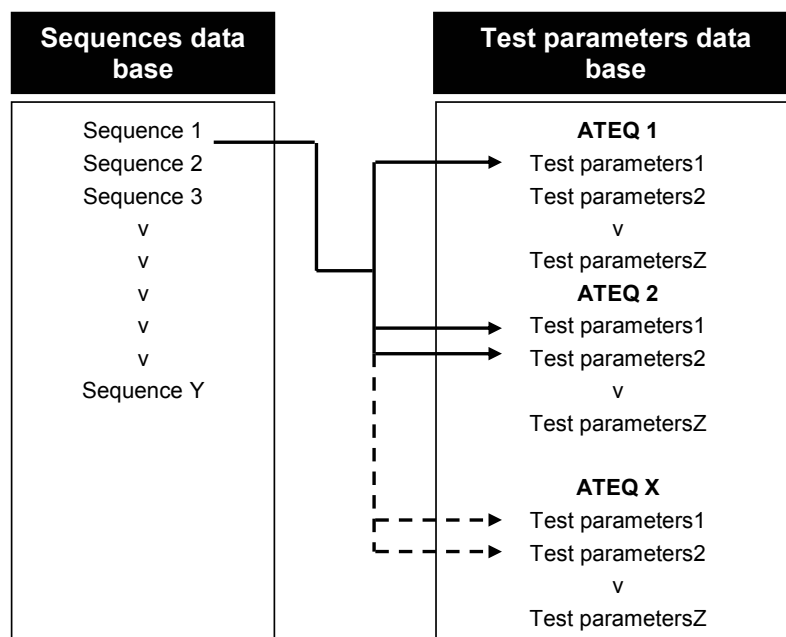 Sequences data
base
Sequence 1
Sequence 2
Sequence 3
v
v
v
v
v
Sequence Y
Test parameters data
base
ATEQ 1
Test parameters1
Test parameters2
v
Test parametersZ
ATEQ 2
Test parameters1
Test parameters2
v
Test parametersZ
ATEQ X
Test parameters1
Test parameters2
v
Test parametersZ